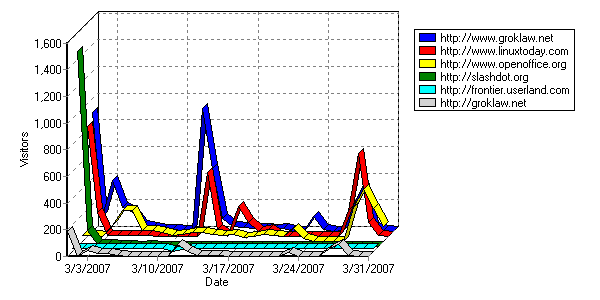 1,600
1,400
1,200
1,000
800
600
400
200
0
Visitors
3/3/2007 3/10/2007 3/17/2007 3/24/2007 3/31/2007
Date
http://www.groklaw.net
http://www.linuxtoday.com
http://www.openoffice.org
http://slashdot.org
http://frontier.userland.com
http://groklaw.net